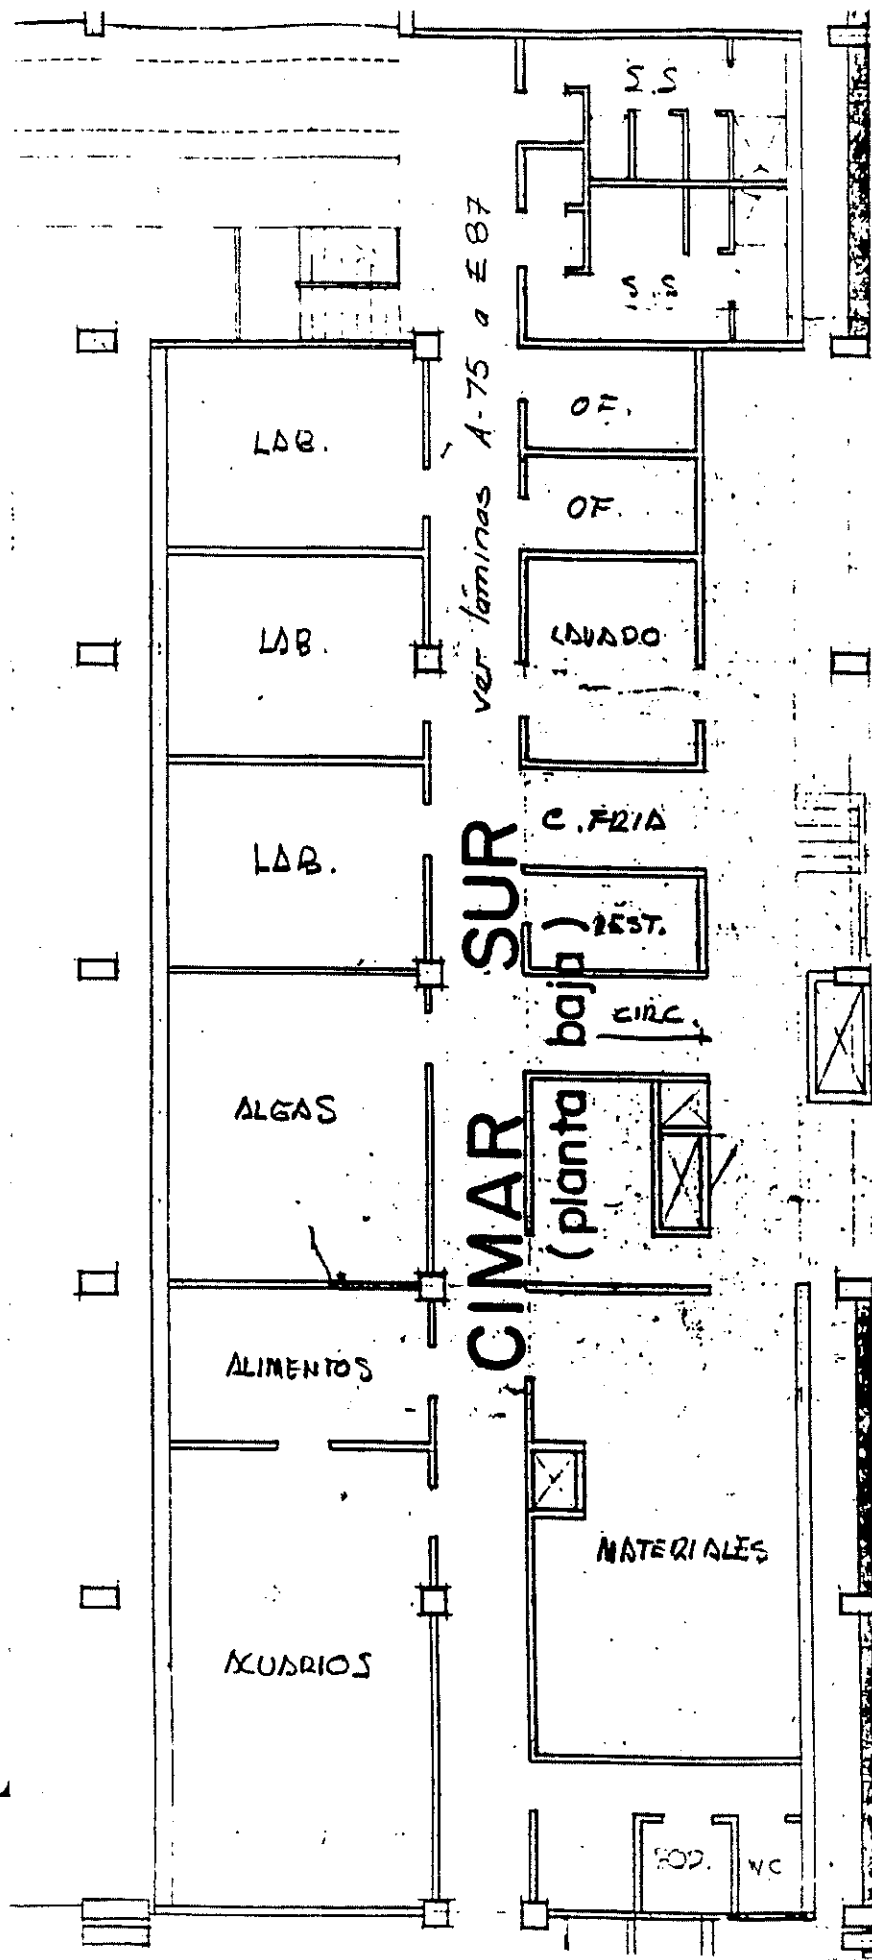 S.S
S.S
ver láminas A-75 a E87
LAB.
OF.
OF.
LAB.
LAVADO
LAB.
C. FRIA
REST.
CIRC.
CIMAR SUR
(planta baja)
ALGAS
ALIMENTOS
MATERIALES
ACUARIOS
BOD.
WC